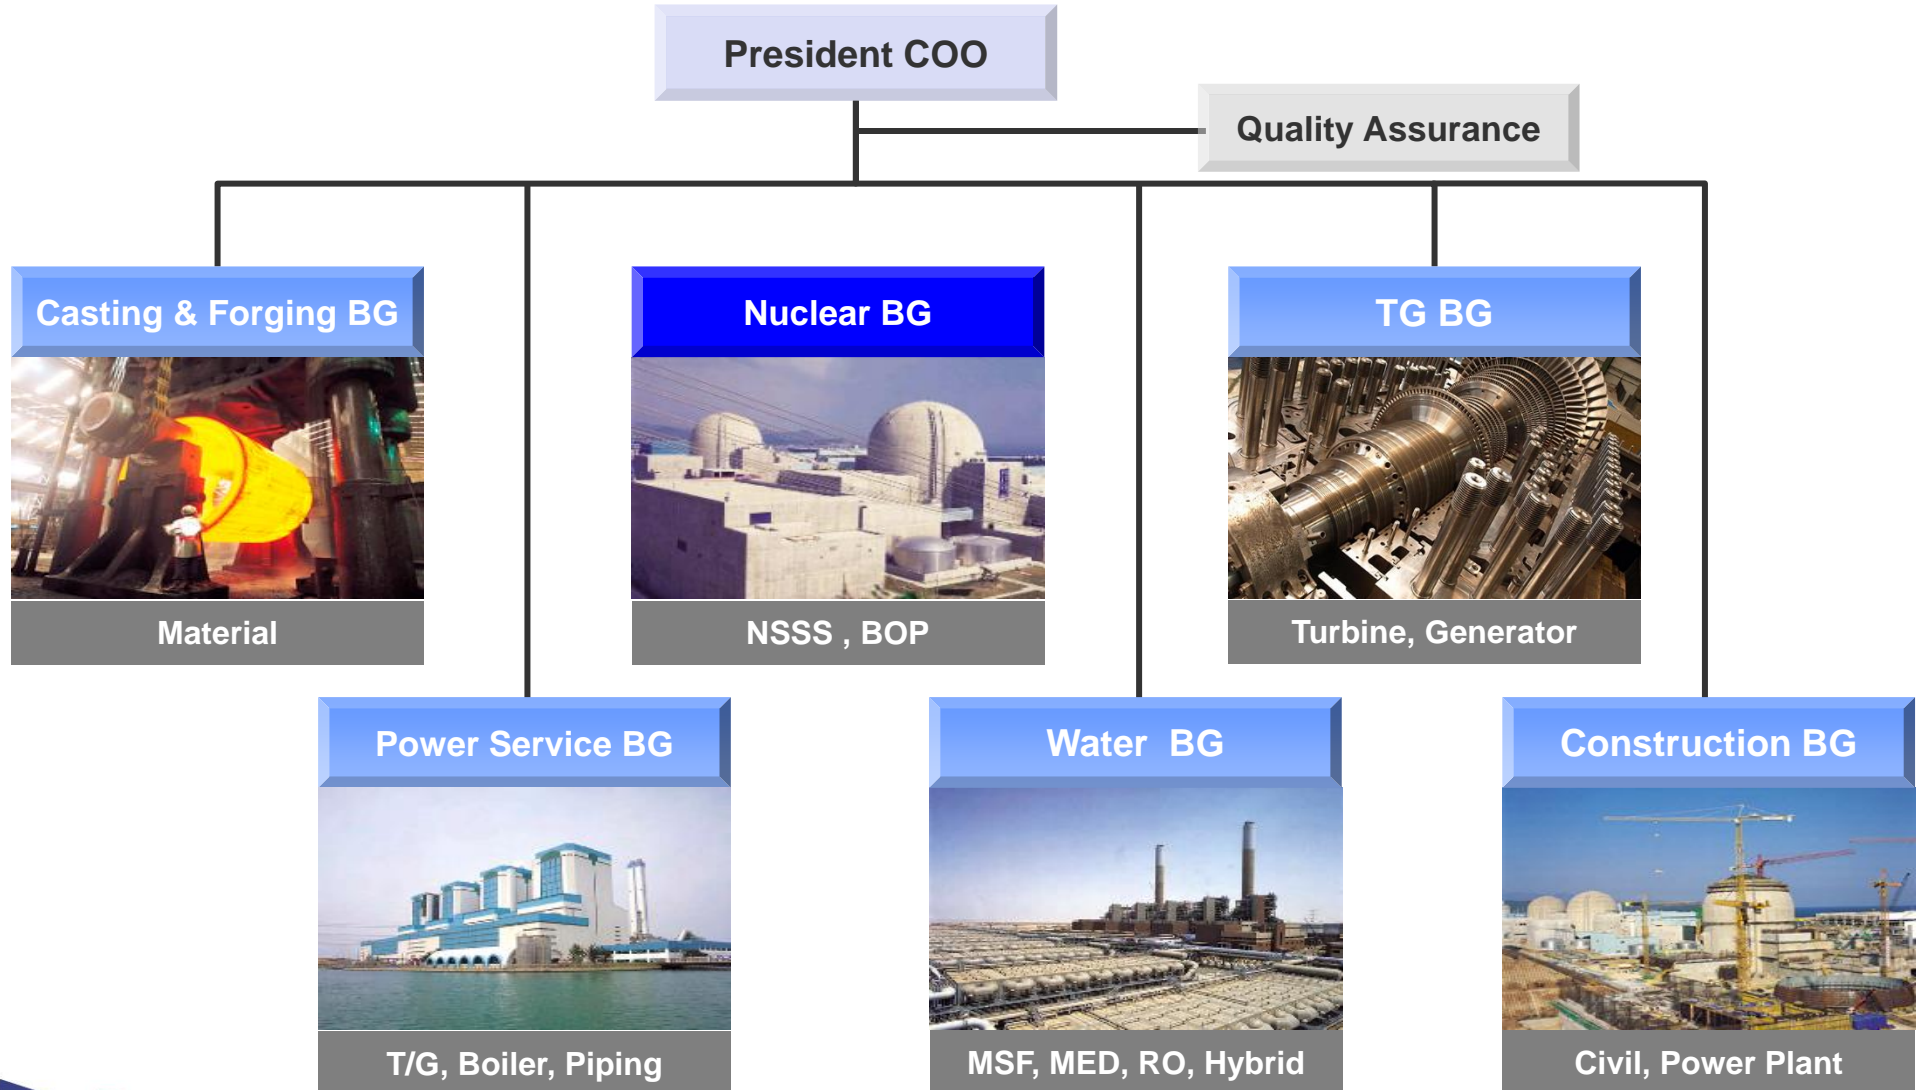 President COO
Quality Assurance
Casting & Forging BG
Nuclear BG
TG BG
Material
NSSS , BOP
Turbine, Generator
Power Service BG
Water  BG
Construction BG
T/G, Boiler, Piping
MSF, MED, RO, Hybrid
Civil, Power Plant